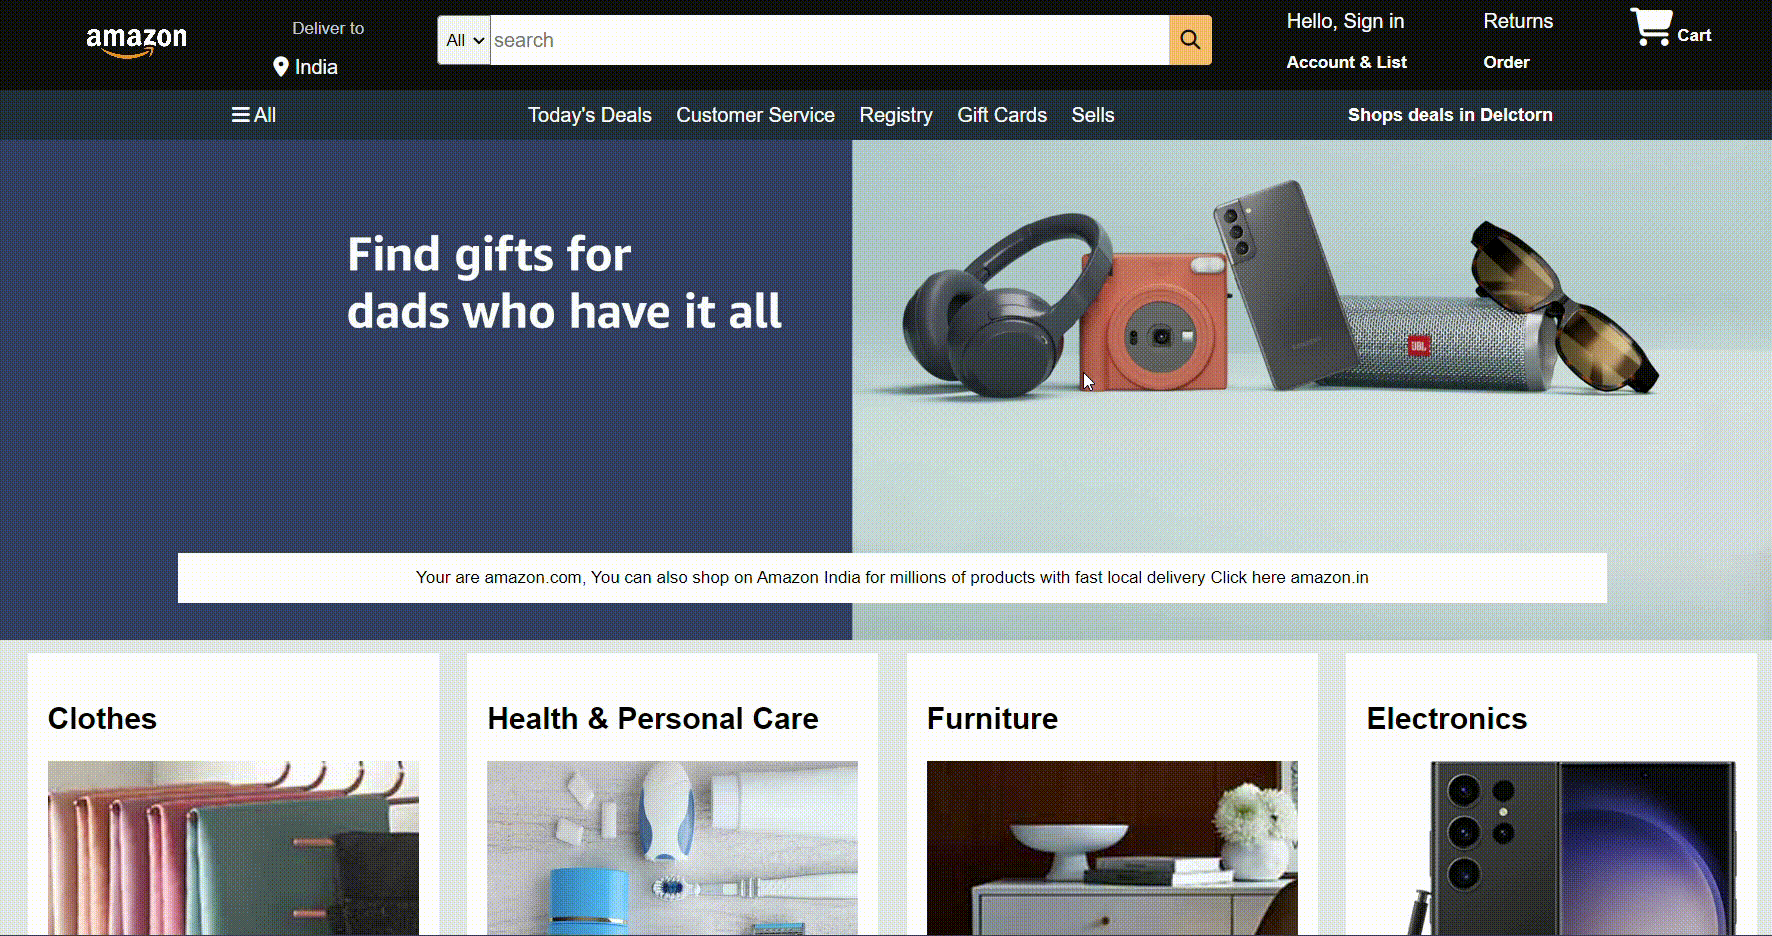 amazon
Deliver to
India
All
search
Hello, Sign in
Account & List
Returns
Order
Cart
All
Today's Deals
Customer Service
Registry
Gift Cards
Sells
Shops deals in Delctorn
Find gifts for
dads who have it all
JBL
Your are amazon.com, You can also shop on Amazon India for millions of products with fast local delivery Click here amazon.in
Clothes
Health & Personal Care
Furniture
Electronics